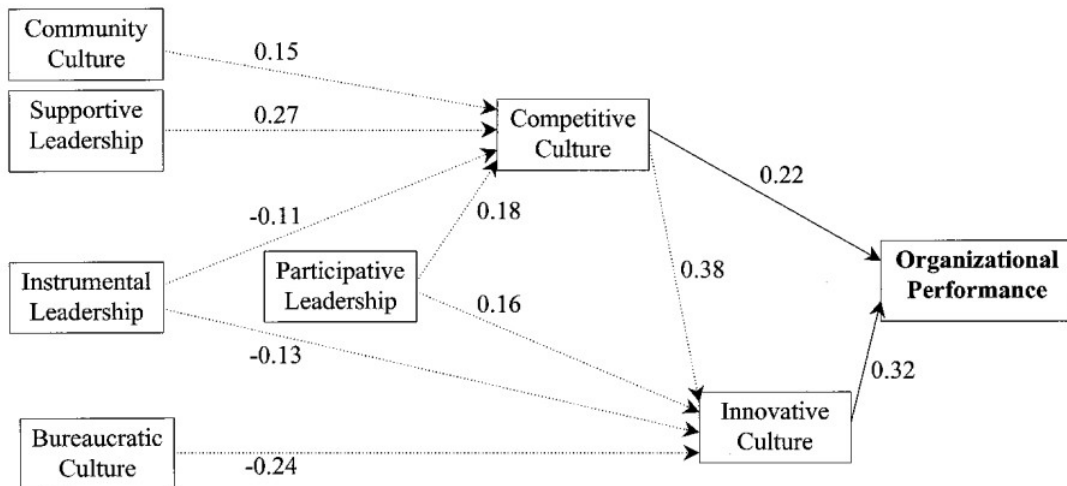 Community
Culture
0.15
Supportive
Leadership
0.27
Competitive
Culture
0.22
-0.11
0.18
Instrumental
Leadership
Participative
Leadership
0.38
Organizational
Performance
0.16
-0.13
0.32
Innovative
Culture
Bureaucratic
Culture
-0.24